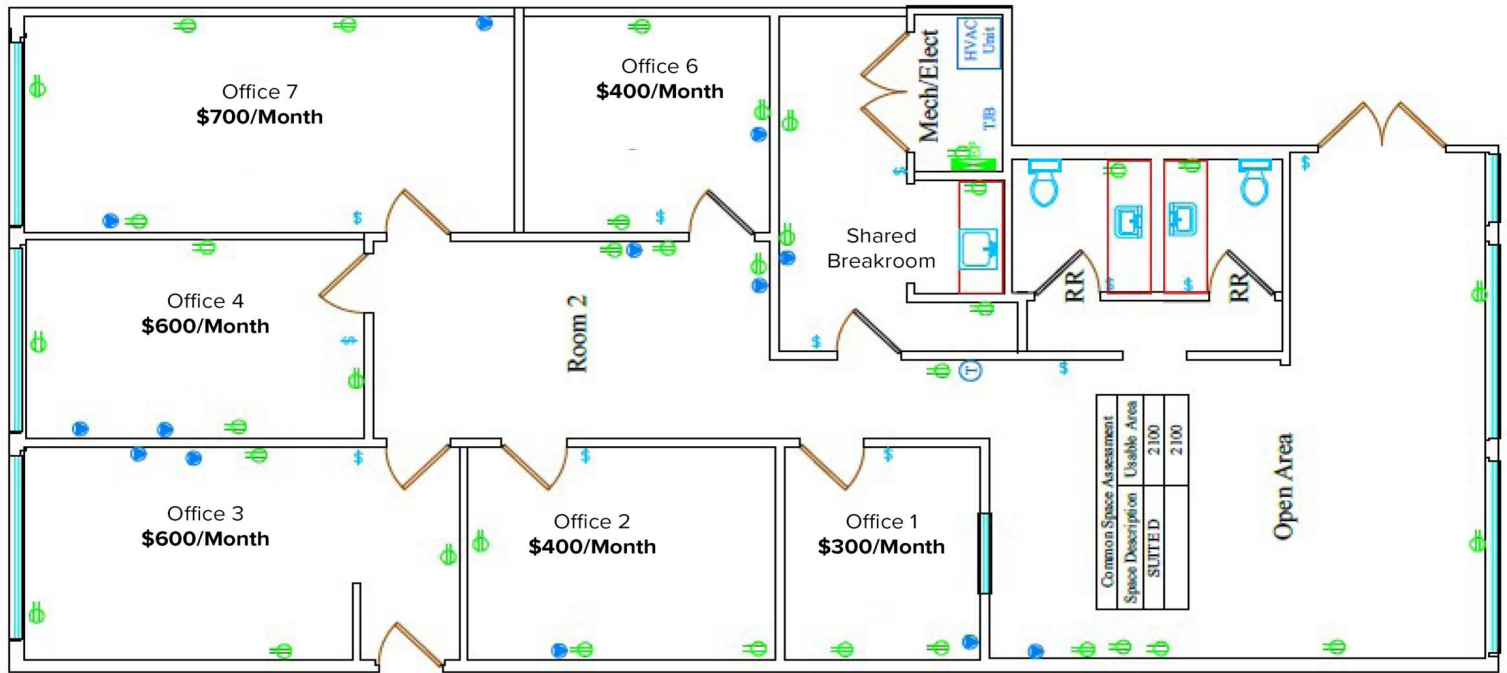 Office 7
$700/Month
Office 6
$400/Month
Mech/Elect
HVAC
Unit
TJB
Office 4
$600/Month
Room 2
Shared
Breakroom
RR
RR
$
$
$
$
$
$
$
$
$
$
$
$
T
Office 3
$600/Month
Office 2
$400/Month
Office 1
$300/Month
Common Space Assessment
Space Description Usable Area
SUITED 2100
2100
Open Area